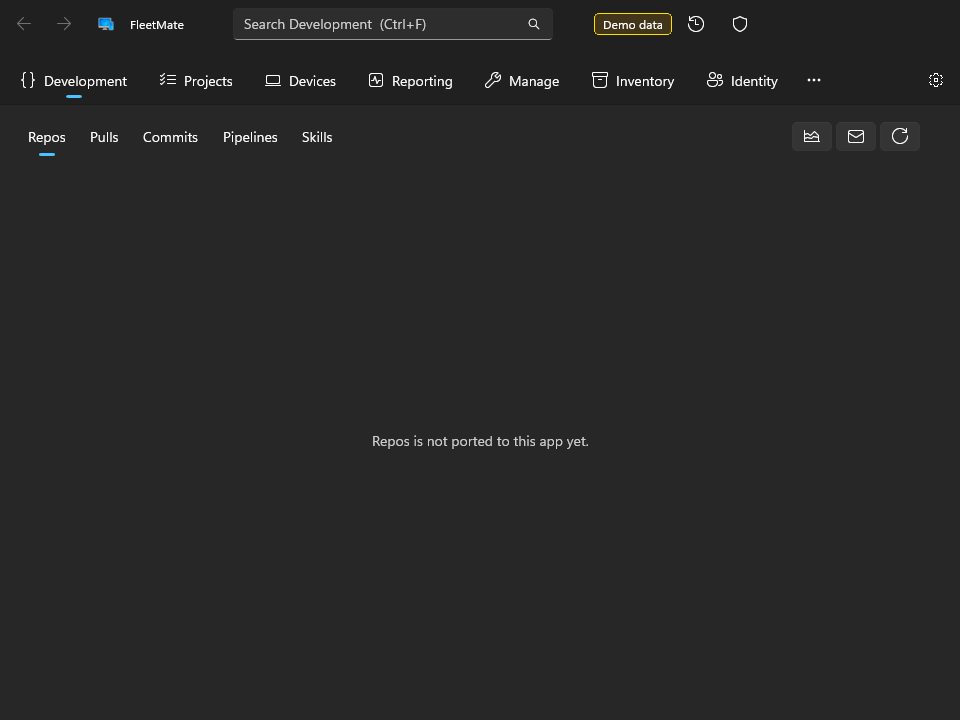 FleetMate
Search Development (Ctrl+F)
Demo data
Development
Projects
Devices
Reporting
Manage
Inventory
Identity
Repos
Pulls
Commits
Pipelines
Skills
Repos is not ported to this app yet.